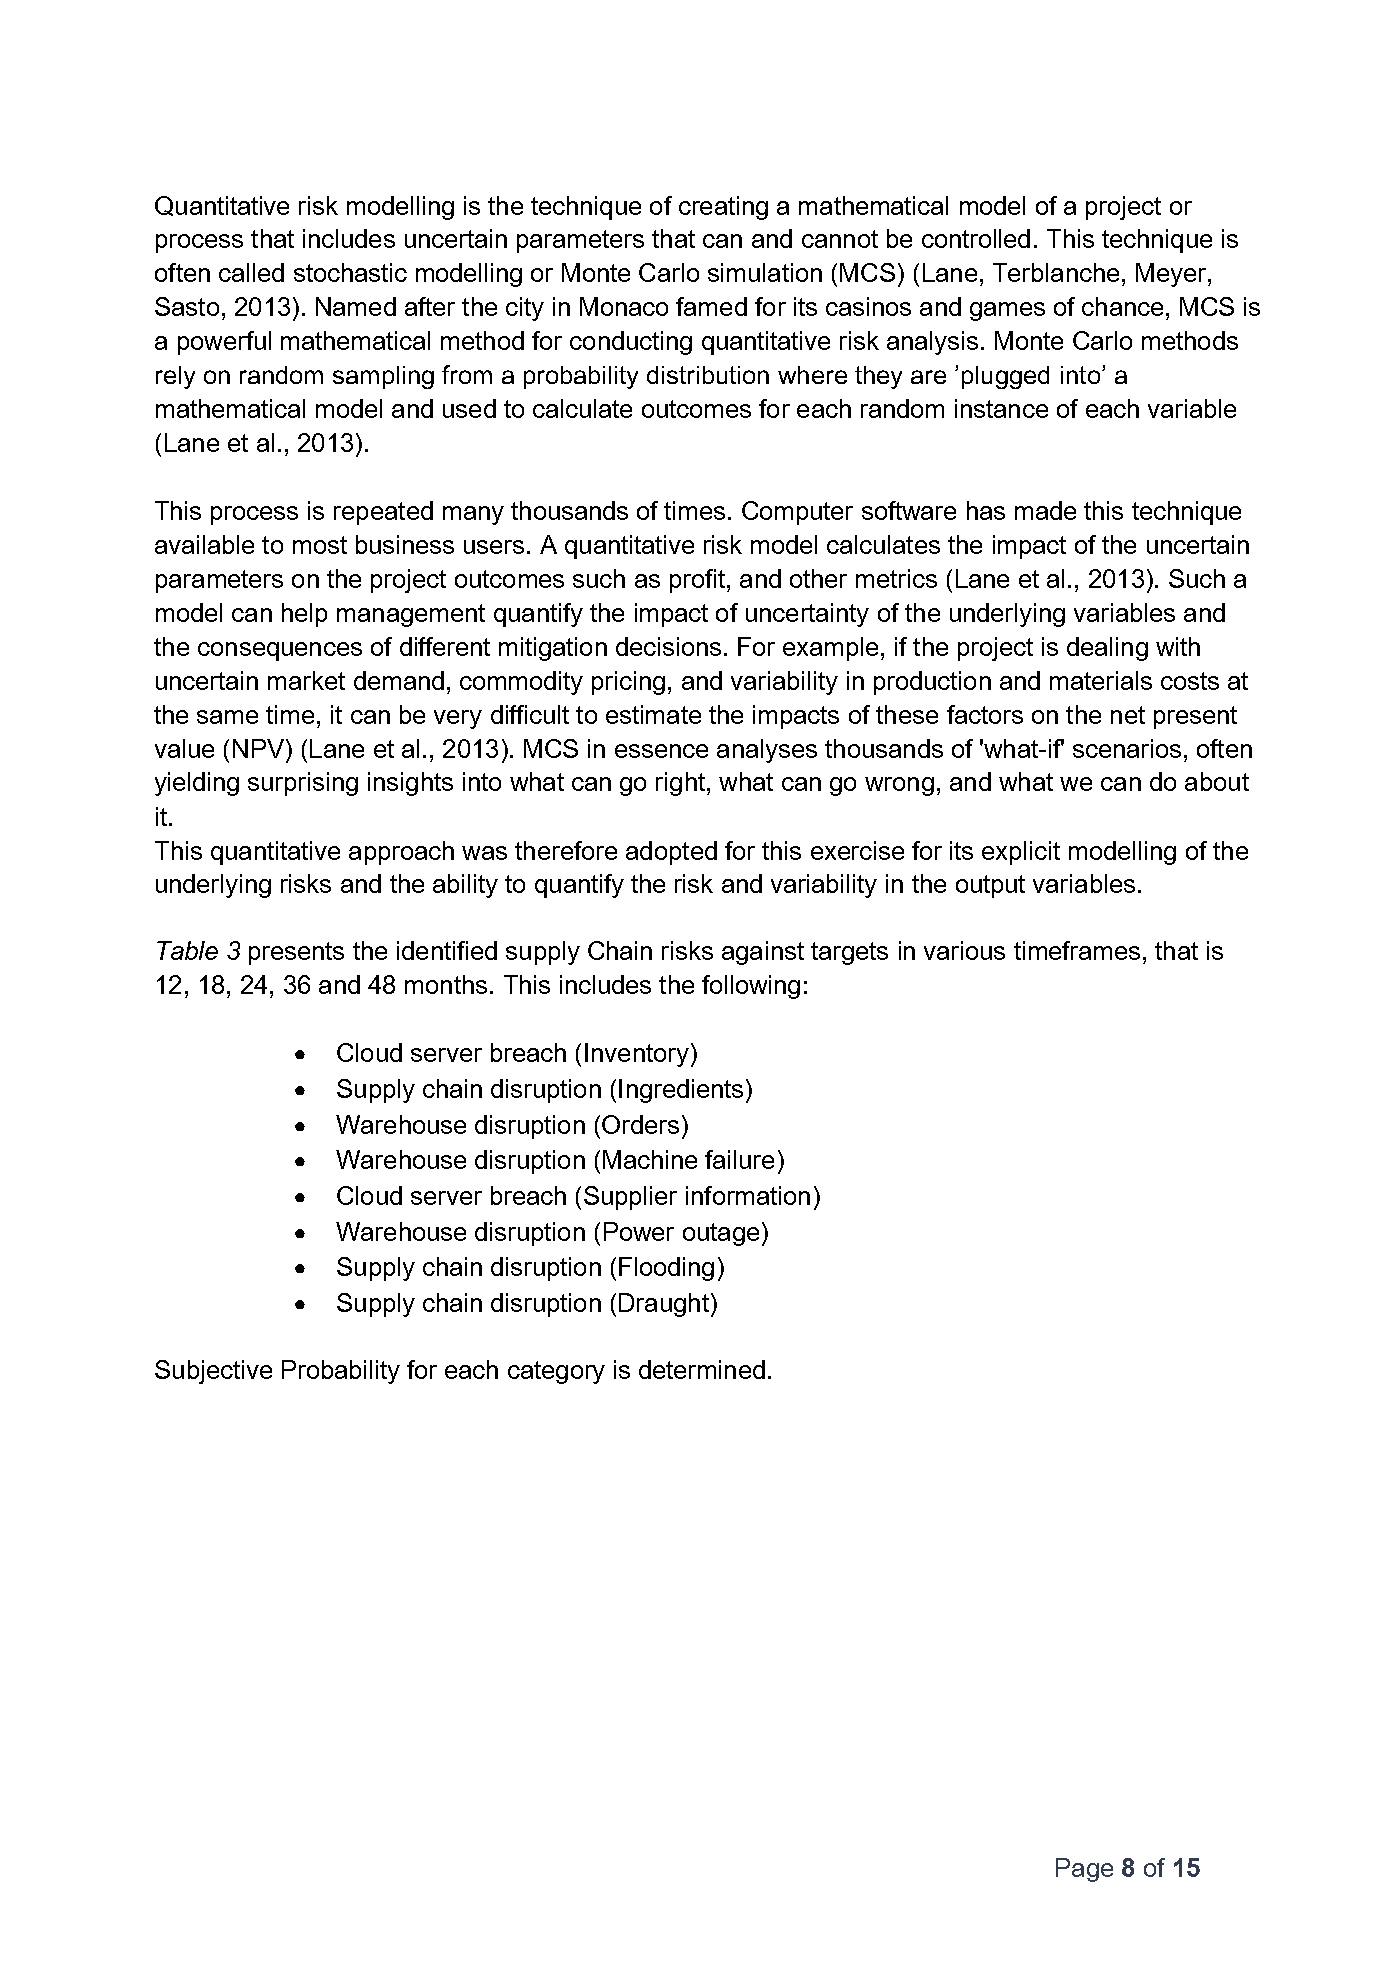 Quantitative risk modelling is the technique of creating a mathematical model of a project or
process that includes uncertain parameters that can and cannot be controlled. This technique is
often called stochastic modelling or Monte Carlo simulation (MCS) (Lane, Terblanche, Meyer,
Sasto, 2013). Named after the city in Monaco famed for its casinos and games of chance, MCS is
a powerful mathematical method for conducting quantitative risk analysis. Monte Carlo methods
rely on random sampling from a probability distribution where they are ’plugged into’ a
mathematical model and used to calculate outcomes for each random instance of each variable
(Lane et al., 2013).
This process is repeated many thousands of times. Computer software has made this technique
available to most business users. A quantitative risk model calculates the impact of the uncertain
parameters on the project outcomes such as profit, and other metrics (Lane et al., 2013). Such a
model can help management quantify the impact of uncertainty of the underlying variables and
the consequences of different mitigation decisions. For example, if the project is dealing with
uncertain market demand, commodity pricing, and variability in production and materials costs at
the same time, it can be very difficult to estimate the impacts of these factors on the net present
value (NPV) (Lane et al., 2013). MCS in essence analyses thousands of 'what-if' scenarios, often
yielding surprising insights into what can go right, what can go wrong, and what we can do about
it.
This quantitative approach was therefore adopted for this exercise for its explicit modelling of the
underlying risks and the ability to quantify the risk and variability in the output variables.
Table 3 presents the identified supply Chain risks against targets in various timeframes, that is
12, 18, 24, 36 and 48 months. This includes the following:
• Cloud server breach (Inventory)
• Supply chain disruption (Ingredients)
• Warehouse disruption (Orders)
• Warehouse disruption (Machine failure)
• Cloud server breach (Supplier information)
• Warehouse disruption (Power outage)
• Supply chain disruption (Flooding)
• Supply chain disruption (Draught)
Subjective Probability for each category is determined.
Page 8 of 15